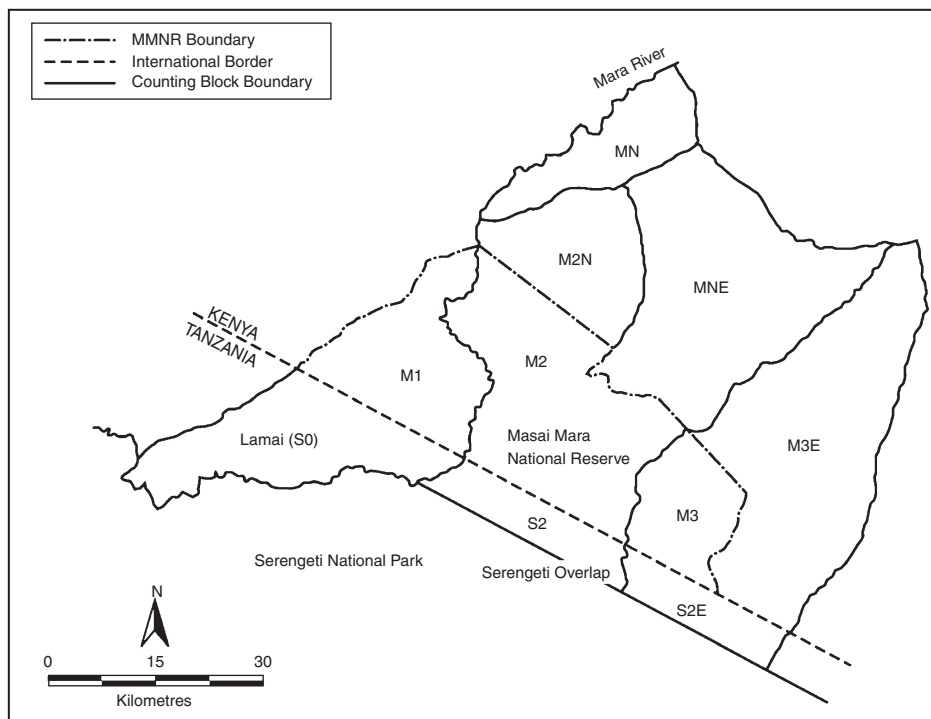 MMNR Boundary
International Border
Counting Block Boundary
Mara River
MN
M2N
MNE
KENYA
TANZANIA
M2
M1
Lamai (S0)
Masai Mara
National Reserve
M3E
M3
S2
Serengeti National Park
Serengeti Overlap
S2E
N
0 15 30
Kilometres